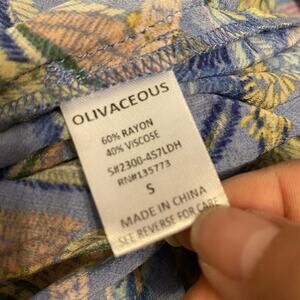 OLIVACEOUS
60% RAYON
40% VISCOSE
S#2300-457LDH
RN#135773
S
MADE IN CHINA
SEE REVERSE FOR CARE